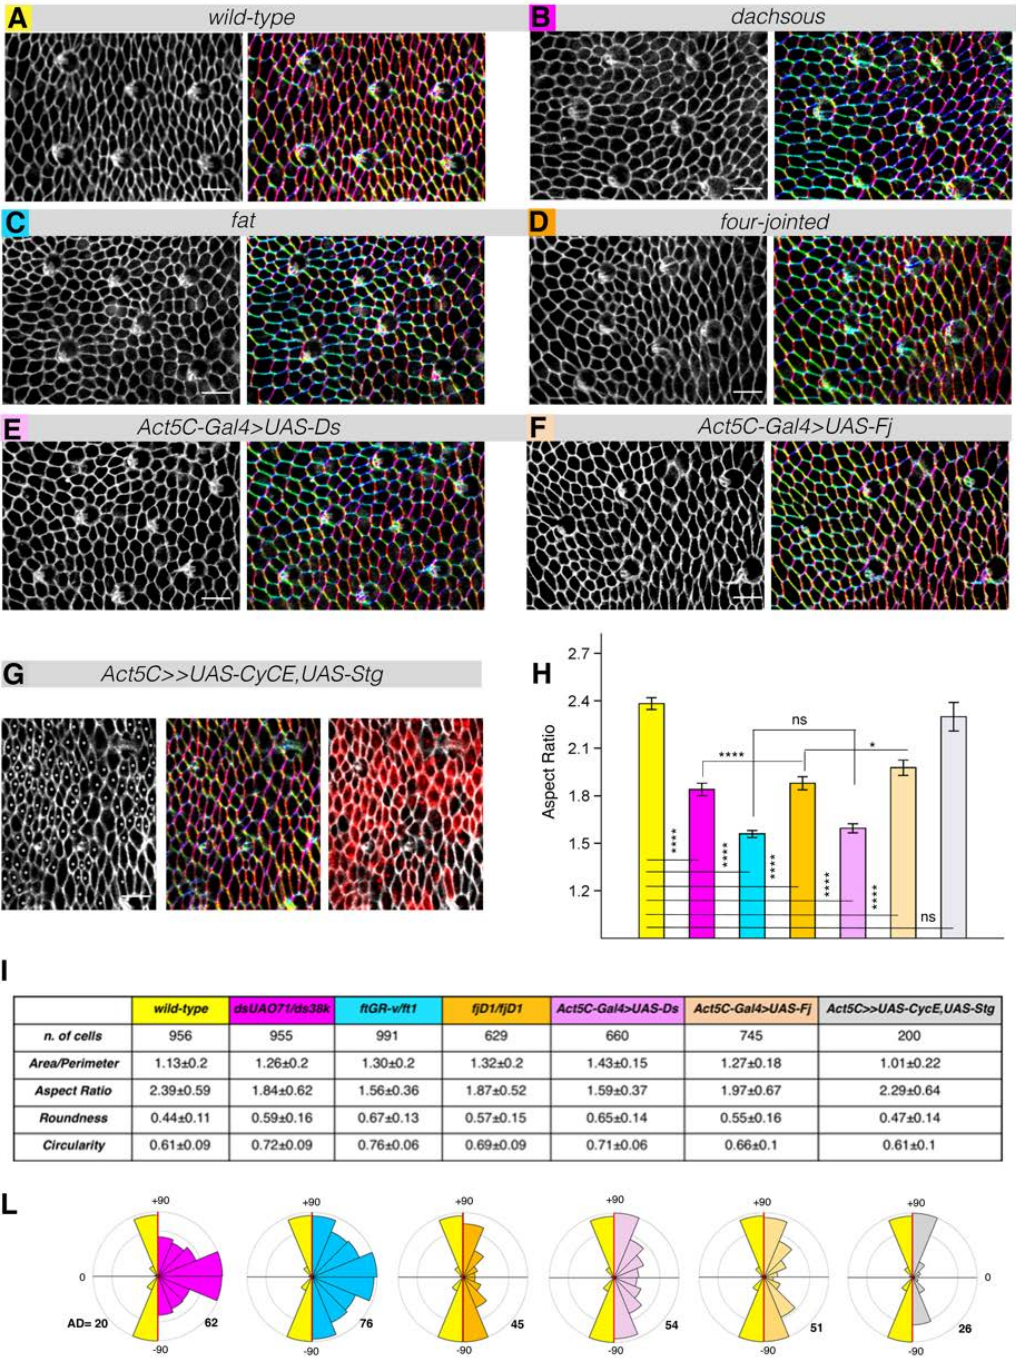 A wild-type
B dachsous
C fat
D four-jointed
E Act5C-Gal4>UAS-Ds
F Act5C-Gal4>UAS-Fj
G Act5C>>UAS-CyCE,UAS-Stg
H
Aspect Ratio
2.7
2.4
2.1
1.8
1.5
1.2
ns
****
*
****
****
****
****
****
ns
I
wild-type dsUAO71/ds38k ftGR-v/ft1 fjD1/fjD1 Act5C-Gal4>UAS-Ds Act5C-Gal4>UAS-Fj Act5C>>UAS-CycE,UAS-Stg
n. of cells 956 955 991 629 660 745 200
Area/Perimeter 1.13±0.2 1.26±0.2 1.30±0.2 1.32±0.2 1.43±0.15 1.27±0.18 1.01±0.22
Aspect Ratio 2.39±0.59 1.84±0.62 1.56±0.36 1.87±0.52 1.59±0.37 1.97±0.67 2.29±0.64
Roundness 0.44±0.11 0.59±0.16 0.67±0.13 0.57±0.15 0.65±0.14 0.55±0.16 0.47±0.14
Circularity 0.61±0.09 0.72±0.09 0.76±0.06 0.69±0.09 0.71±0.06 0.66±0.1 0.61±0.1
L
+90 +90 +90 +90 +90 +90
0 0
AD= 20 62 76 45 54 51 26
-90 -90 -90 -90 -90 -90